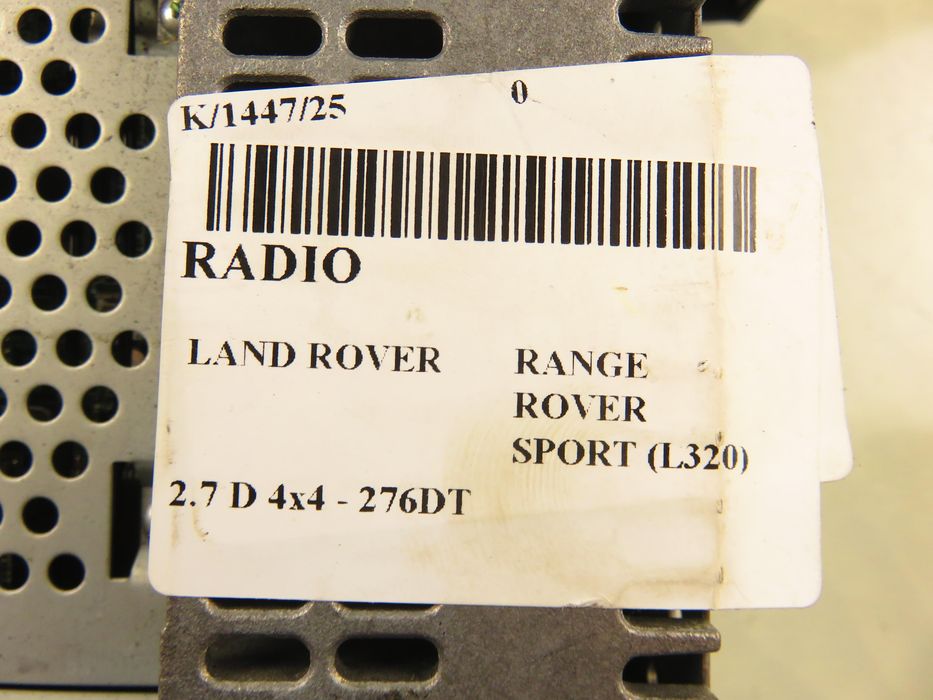 K/1447/25 0
RADIO
LAND ROVER RANGE
ROVER
SPORT (L320)
2.7 D 4x4 - 276DT